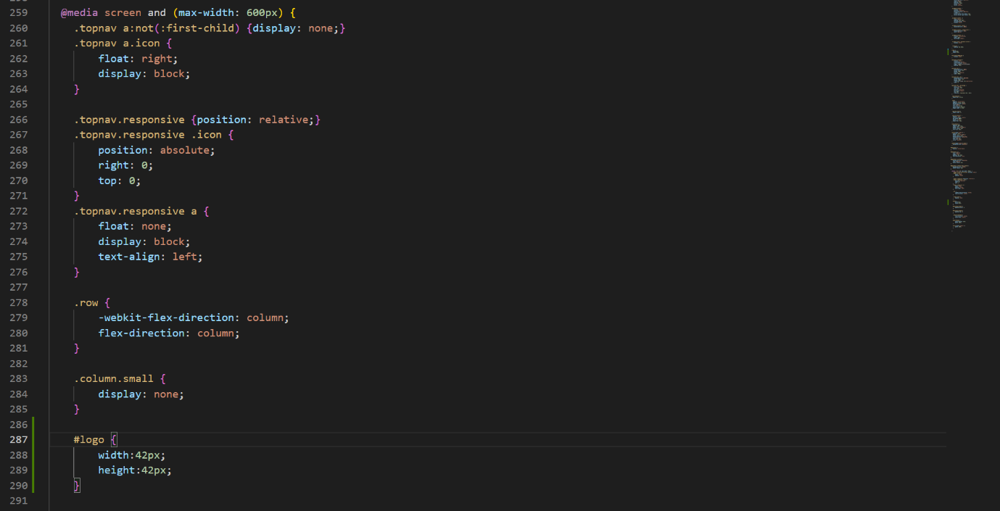 259 @media screen and (max-width: 600px) {
260 .topnav a:not(:first-child) {display: none;}
261 .topnav a.icon {
262 float: right;
263 display: block;
264 }
265
266 .topnav.responsive {position: relative;}
267 .topnav.responsive .icon {
268 position: absolute;
269 right: 0;
270 top: 0;
271 }
272 .topnav.responsive a {
273 float: none;
274 display: block;
275 text-align: left;
276 }
277
278 .row {
279 -webkit-flex-direction: column;
280 flex-direction: column;
281 }
282
283 .column.small {
284 display: none;
285 }
286
287 #logo {
288 width:42px;
289 height:42px;
290 }
291